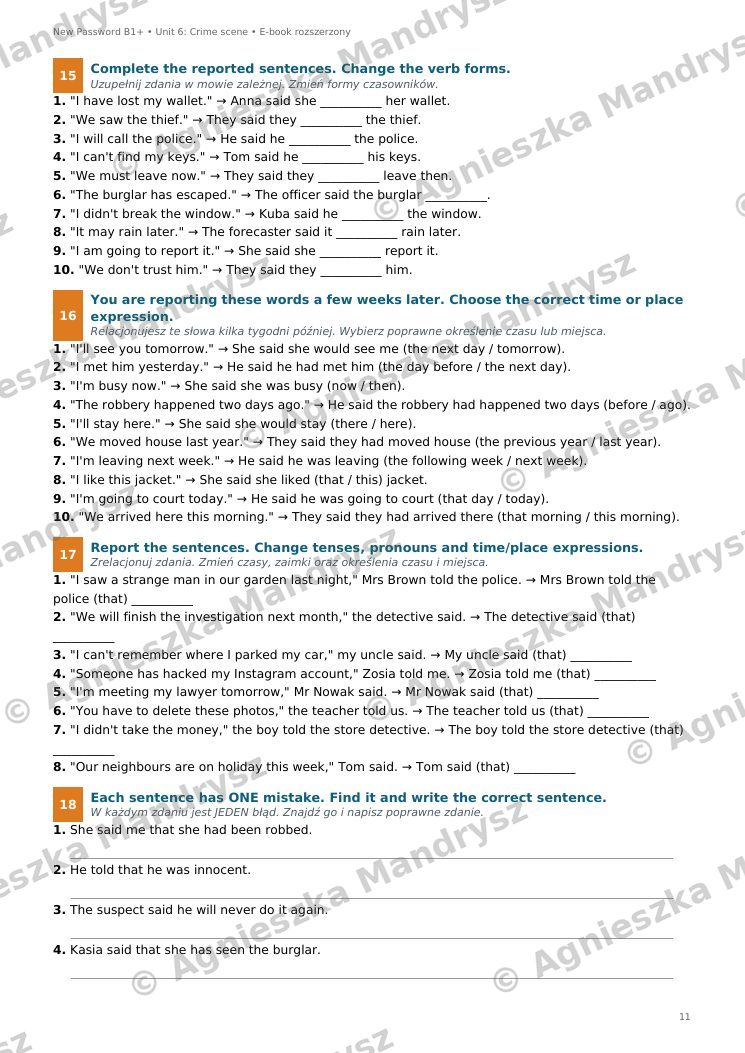 New Password B1+ • Unit 6: Crime scene • E-book rozszerzony
15 Complete the reported sentences. Change the verb forms.
Uzupełnij zdania w mowie zależnej. Zmień formy czasowników.
1. "I have lost my wallet." → Anna said she __________ her wallet.
2. "We saw the thief." → They said they __________ the thief.
3. "I will call the police." → He said he __________ the police.
4. "I can't find my keys." → Tom said he __________ his keys.
5. "We must leave now." → They said they __________ leave then.
6. "The burglar has escaped." → The officer said the burglar __________.
7. "I didn't break the window." → Kuba said he __________ the window.
8. "It may rain later." → The forecaster said it __________ rain later.
9. "I am going to report it." → She said she __________ report it.
10. "We don't trust him." → They said they __________ him.
16 You are reporting these words a few weeks later. Choose the correct time or place
expression.
Relacjonujesz te słowa kilka tygodni później. Wybierz poprawne określenie czasu lub miejsca.
1. "I'll see you tomorrow." → She said she would see me (the next day / tomorrow).
2. "I met him yesterday." → He said he had met him (the day before / the next day).
3. "I'm busy now." → She said she was busy (now / then).
4. "The robbery happened two days ago." → He said the robbery had happened two days (before / ago).
5. "I'll stay here." → She said she would stay (there / here).
6. "We moved house last year." → They said they had moved house (the previous year / last year).
7. "I'm leaving next week." → He said he was leaving (the following week / next week).
8. "I like this jacket." → She said she liked (that / this) jacket.
9. "I'm going to court today." → He said he was going to court (that day / today).
10. "We arrived here this morning." → They said they had arrived there (that morning / this morning).
17 Report the sentences. Change tenses, pronouns and time/place expressions.
Zrelacjonuj zdania. Zmień czasy, zaimki oraz określenia czasu i miejsca.
1. "I saw a strange man in our garden last night," Mrs Brown told the police. → Mrs Brown told the
police (that) __________
2. "We will finish the investigation next month," the detective said. → The detective said (that)
__________
3. "I can't remember where I parked my car," my uncle said. → My uncle said (that) __________
4. "Someone has hacked my Instagram account," Zosia told me. → Zosia told me (that) __________
5. "I'm meeting my lawyer tomorrow," Mr Nowak said. → Mr Nowak said (that) __________
6. "You have to delete these photos," the teacher told us. → The teacher told us (that) __________
7. "I didn't take the money," the boy told the store detective. → The boy told the store detective (that)
__________
8. "Our neighbours are on holiday this week," Tom said. → Tom said (that) __________
18 Each sentence has ONE mistake. Find it and write the correct sentence.
W każdym zdaniu jest JEDEN błąd. Znajdź go i napisz poprawne zdanie.
1. She said me that she had been robbed.
2. He told that he was innocent.
3. The suspect said he will never do it again.
4. Kasia said that she has seen the burglar.
11
© Agnieszka Mandrysz